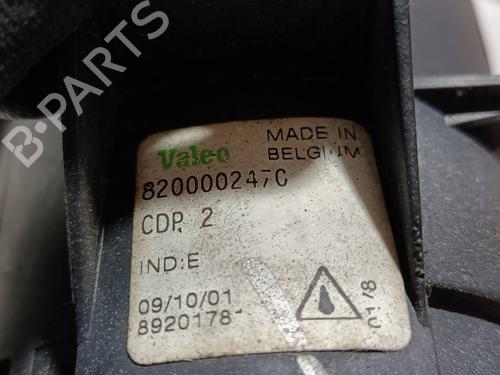 B-PARTS
Valeo
MADE IN
BELGIUM
820000247C
CDP. 2
IND:E
09/10/01
8920178
01/8